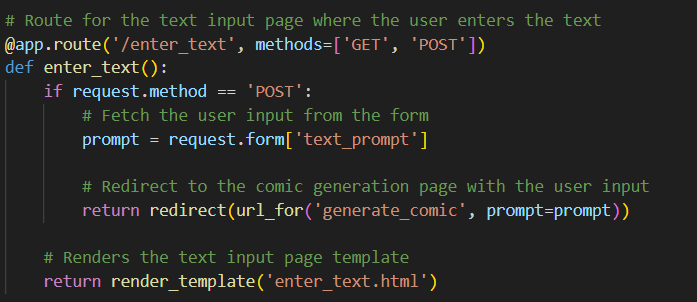 # Route for the text input page where the user enters the text
@app.route('/enter_text', methods=['GET', 'POST'])
def enter_text():
    if request.method == 'POST':
        # Fetch the user input from the form
        prompt = request.form['text_prompt']

        # Redirect to the comic generation page with the user input
        return redirect(url_for('generate_comic', prompt=prompt))

    # Renders the text input page template
    return render_template('enter_text.html')